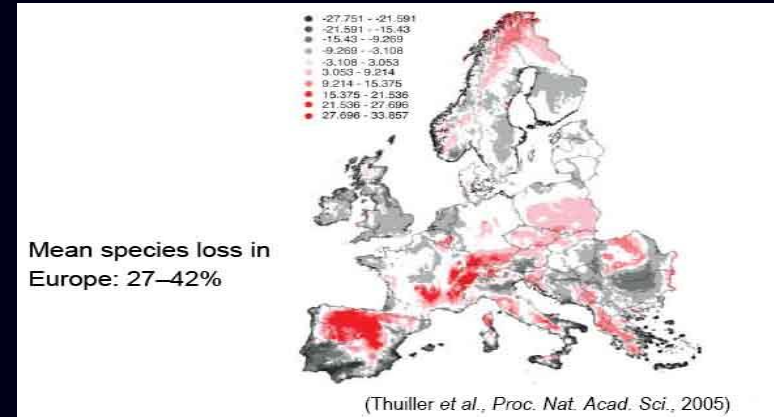 -27.751 - -21.591
-21.591 - -15.43
-15.43 - -9.269
-9.269 - -3.108
-3.108 - 3.053
3.053 - 9.214
9.214 - 15.375
15.375 - 21.536
21.536 - 27.696
27.696 - 33.857
Mean species loss in
Europe: 27–42%
(Thuiller et al., Proc. Nat. Acad. Sci., 2005)